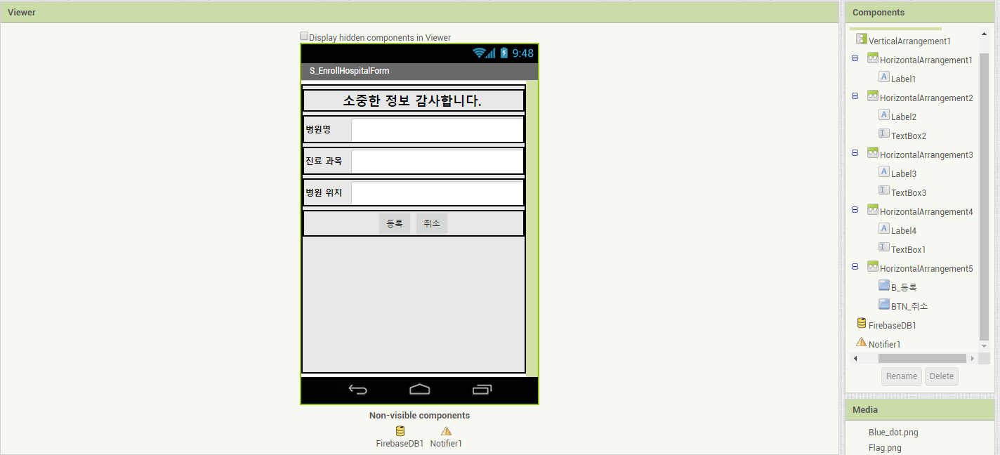 Viewer
Display hidden components in Viewer
9:48
S_EnrollHospitalForm
소중한 정보 감사합니다.
병원명
진료 과목
병원 위치
등록 취소
Non-visible components
FirebaseDB1 Notifier1
Components
VerticalArrangement1
HorizontalArrangement1
A Label1
HorizontalArrangement2
A Label2
TextBox2
HorizontalArrangement3
A Label3
TextBox3
HorizontalArrangement4
A Label4
TextBox1
HorizontalArrangement5
B_등록
BTN_취소
FirebaseDB1
Notifier1
Rename Delete
Media
Blue_dot.png
Flag.png